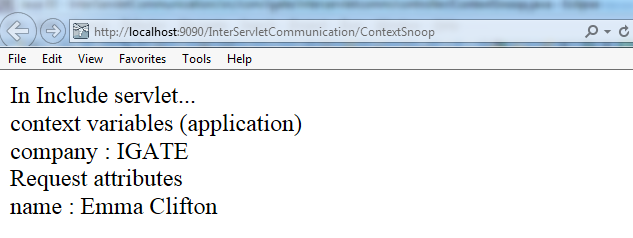 http://localhost:9090/InterServletCommunication/ContextSnoop
File Edit View Favorites Tools Help
In Include servlet...
context variables (application)
company : IGATE
Request attributes
name : Emma Clifton